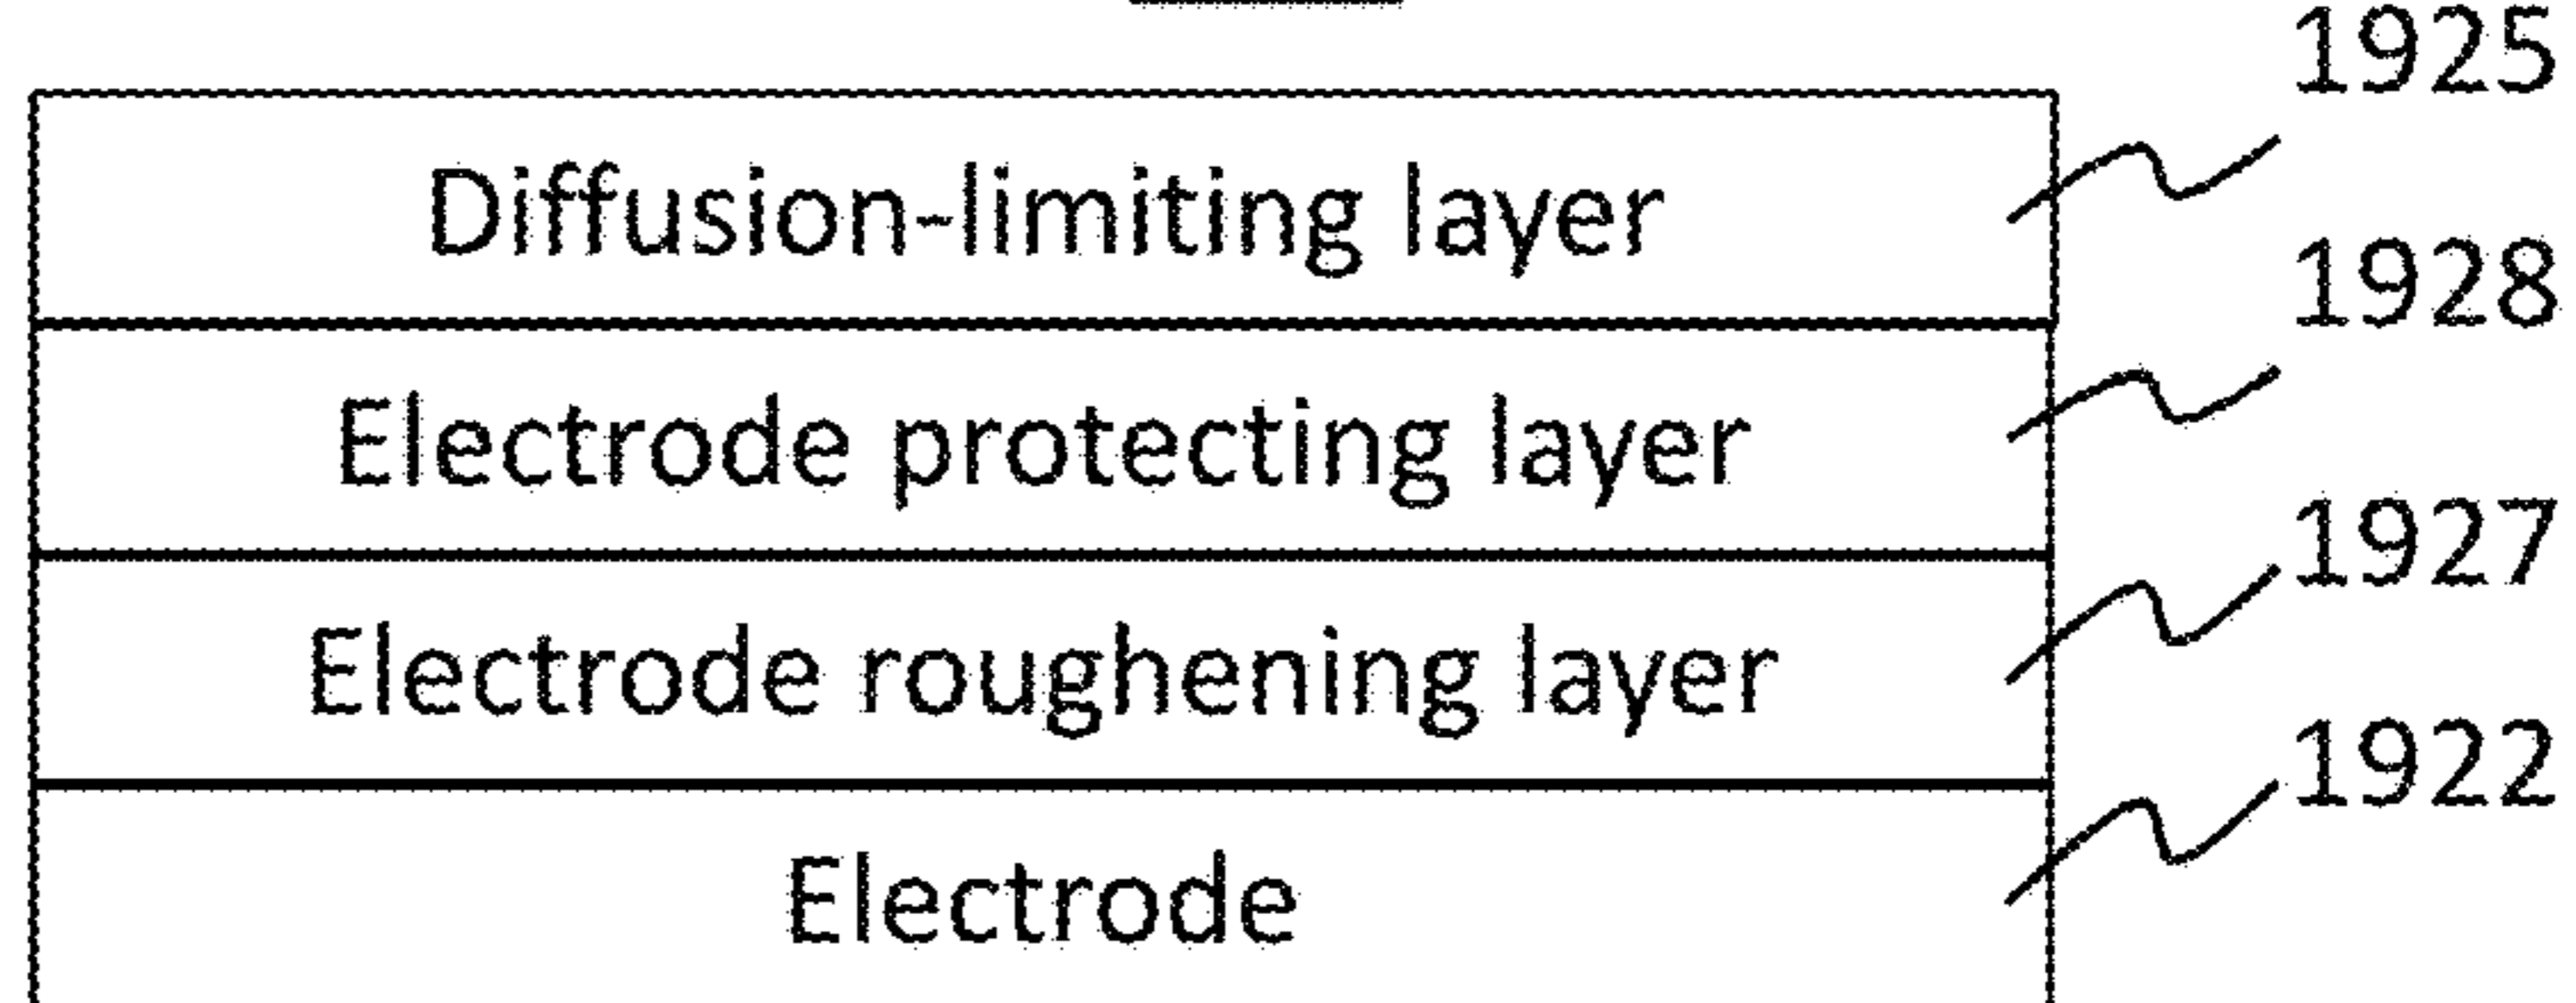 1925
Diffusion-limiting layer
1928
Electrode protecting layer
1927
Electrode roughening layer
1922
Electrode